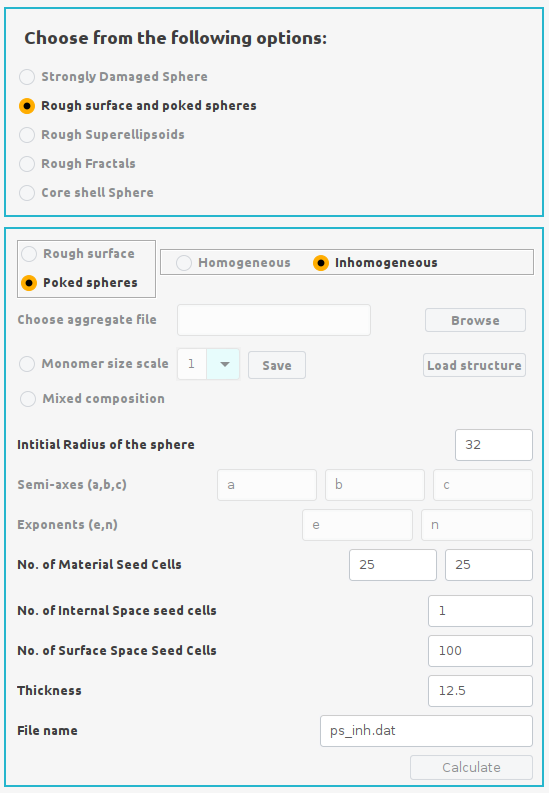 Choose from the following options:
Strongly Damaged Sphere
Rough surface and poked spheres
Rough Superellipsoids
Rough Fractals
Core shell Sphere
Rough surface
Poked spheres
Homogeneous Inhomogeneous
Choose aggregate file Browse
Monomer size scale 1 Save Load structure
Mixed composition
Intitial Radius of the sphere 32
Semi-axes (a,b,c) a b c
Exponents (e,n) e n
No. of Material Seed Cells 25 25
No. of Internal Space seed cells 1
No. of Surface Space Seed Cells 100
Thickness 12.5
File name ps_inh.dat
Calculate